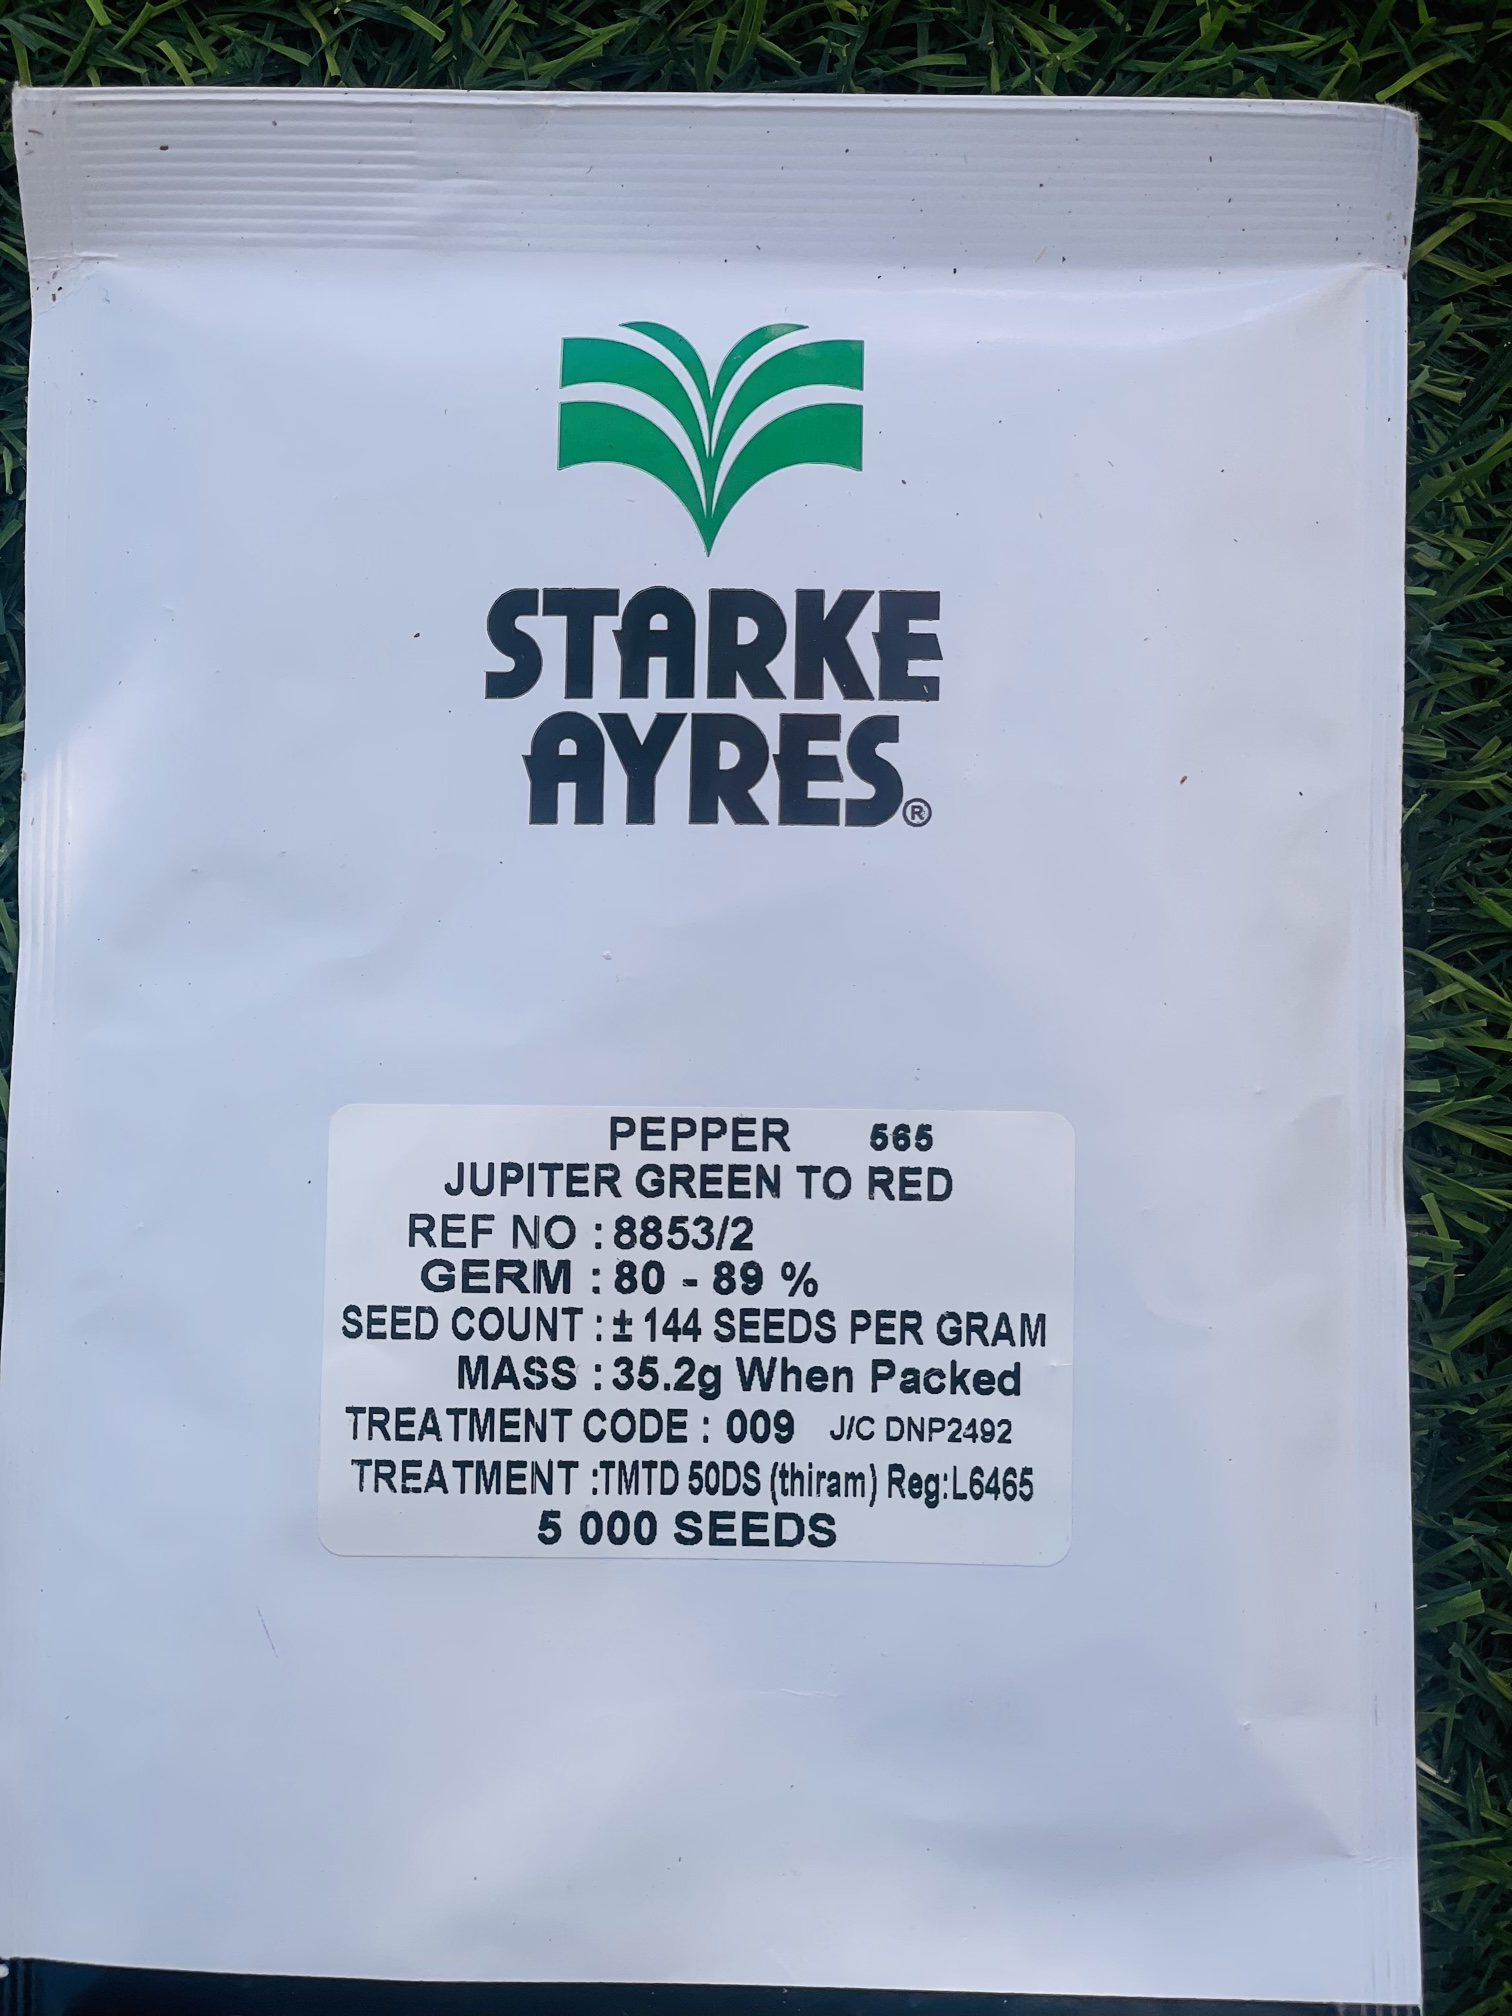 STARKE
AYRES®
PEPPER 565
JUPITER GREEN TO RED
REF NO : 8853/2
GERM : 80 - 89 %
SEED COUNT : ± 144 SEEDS PER GRAM
MASS : 35.2g When Packed
TREATMENT CODE : 009 J/C DNP2492
TREATMENT :TMTD 50DS (thiram) Reg:L6465
5 000 SEEDS